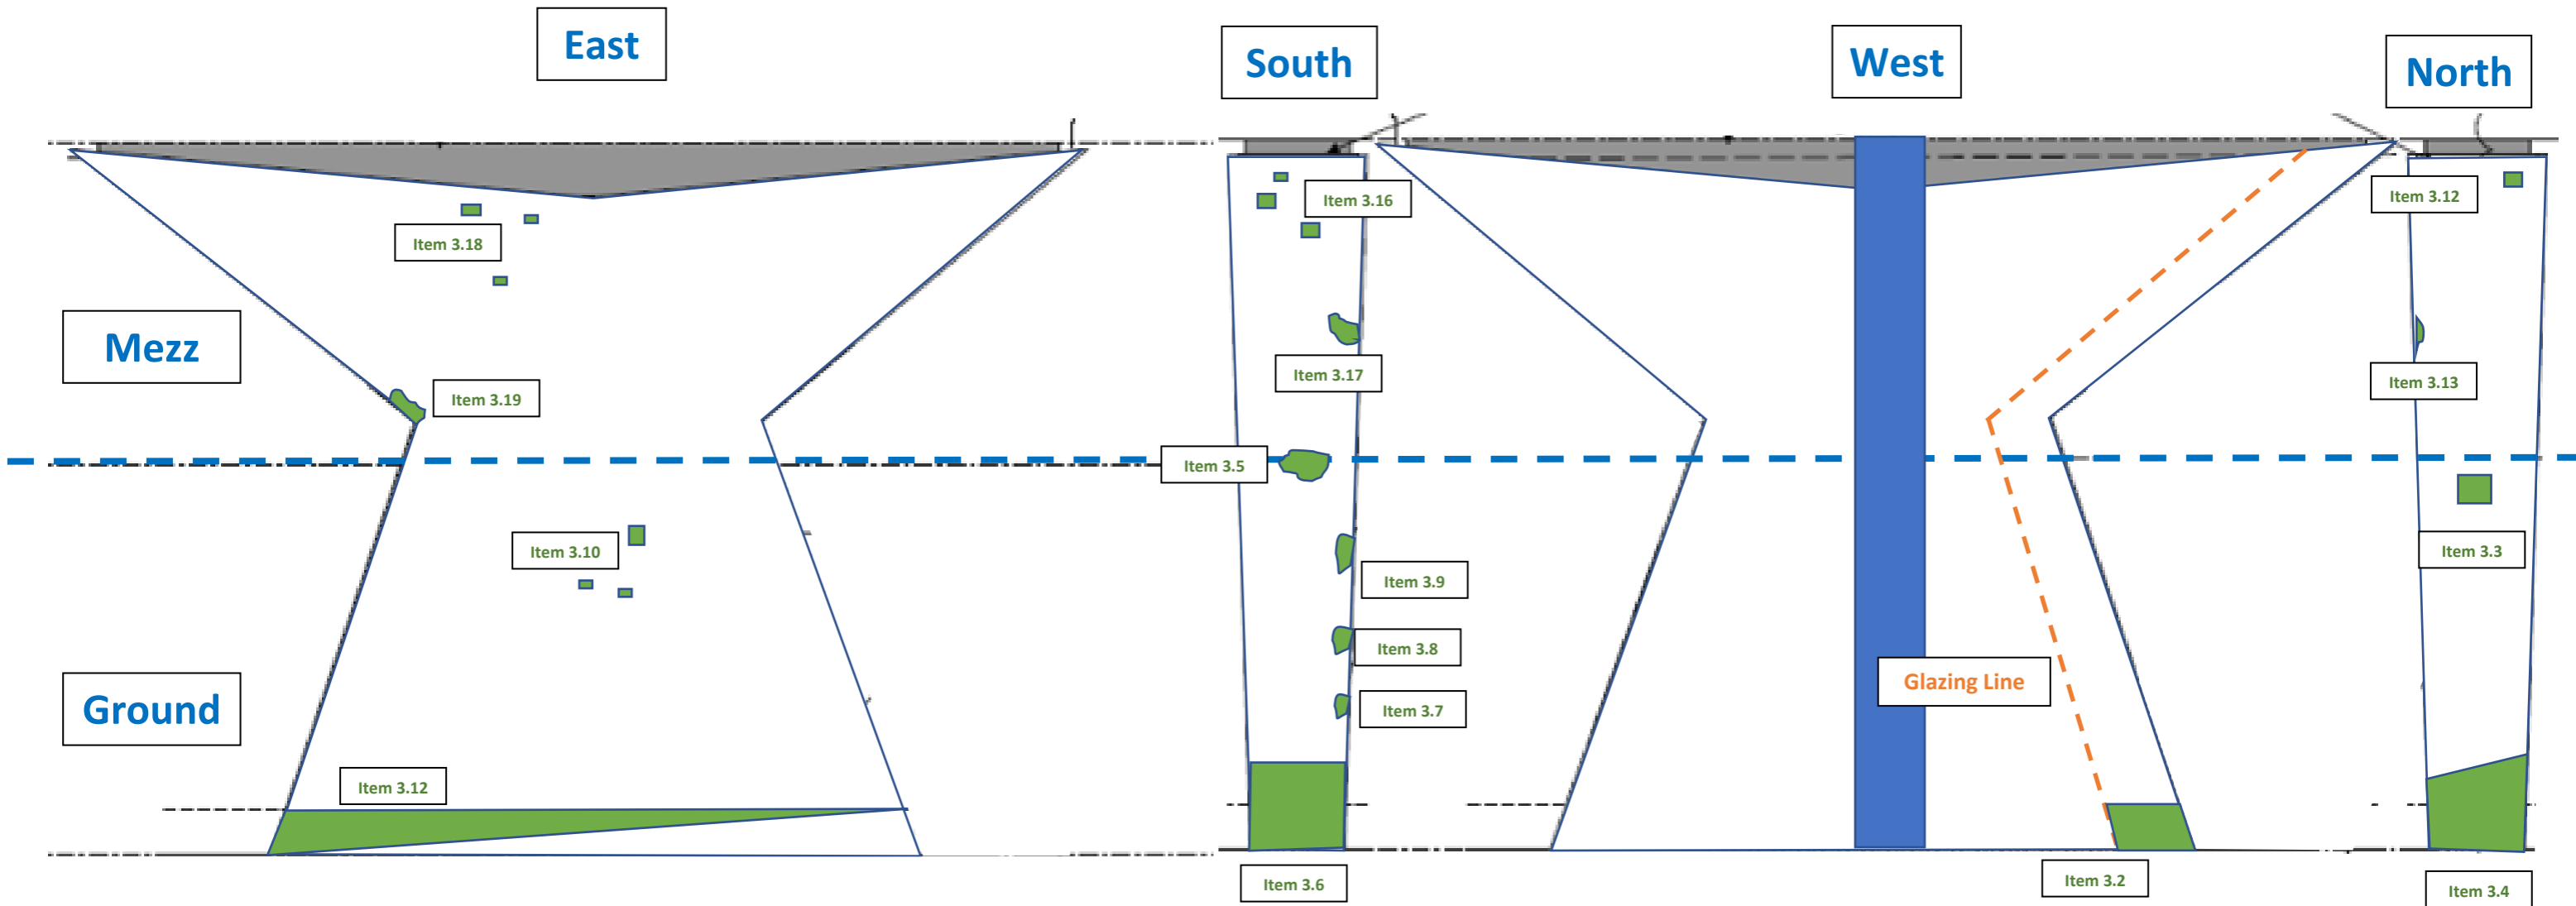 East
South
West
North
Item 3.16
Item 3.12
Item 3.18
Mezz
Item 3.17
Item 3.13
Item 3.19
Item 3.5
Item 3.10
Item 3.3
Item 3.9
Item 3.8
Glazing Line
Ground
Item 3.7
Item 3.12
Item 3.6
Item 3.2
Item 3.4